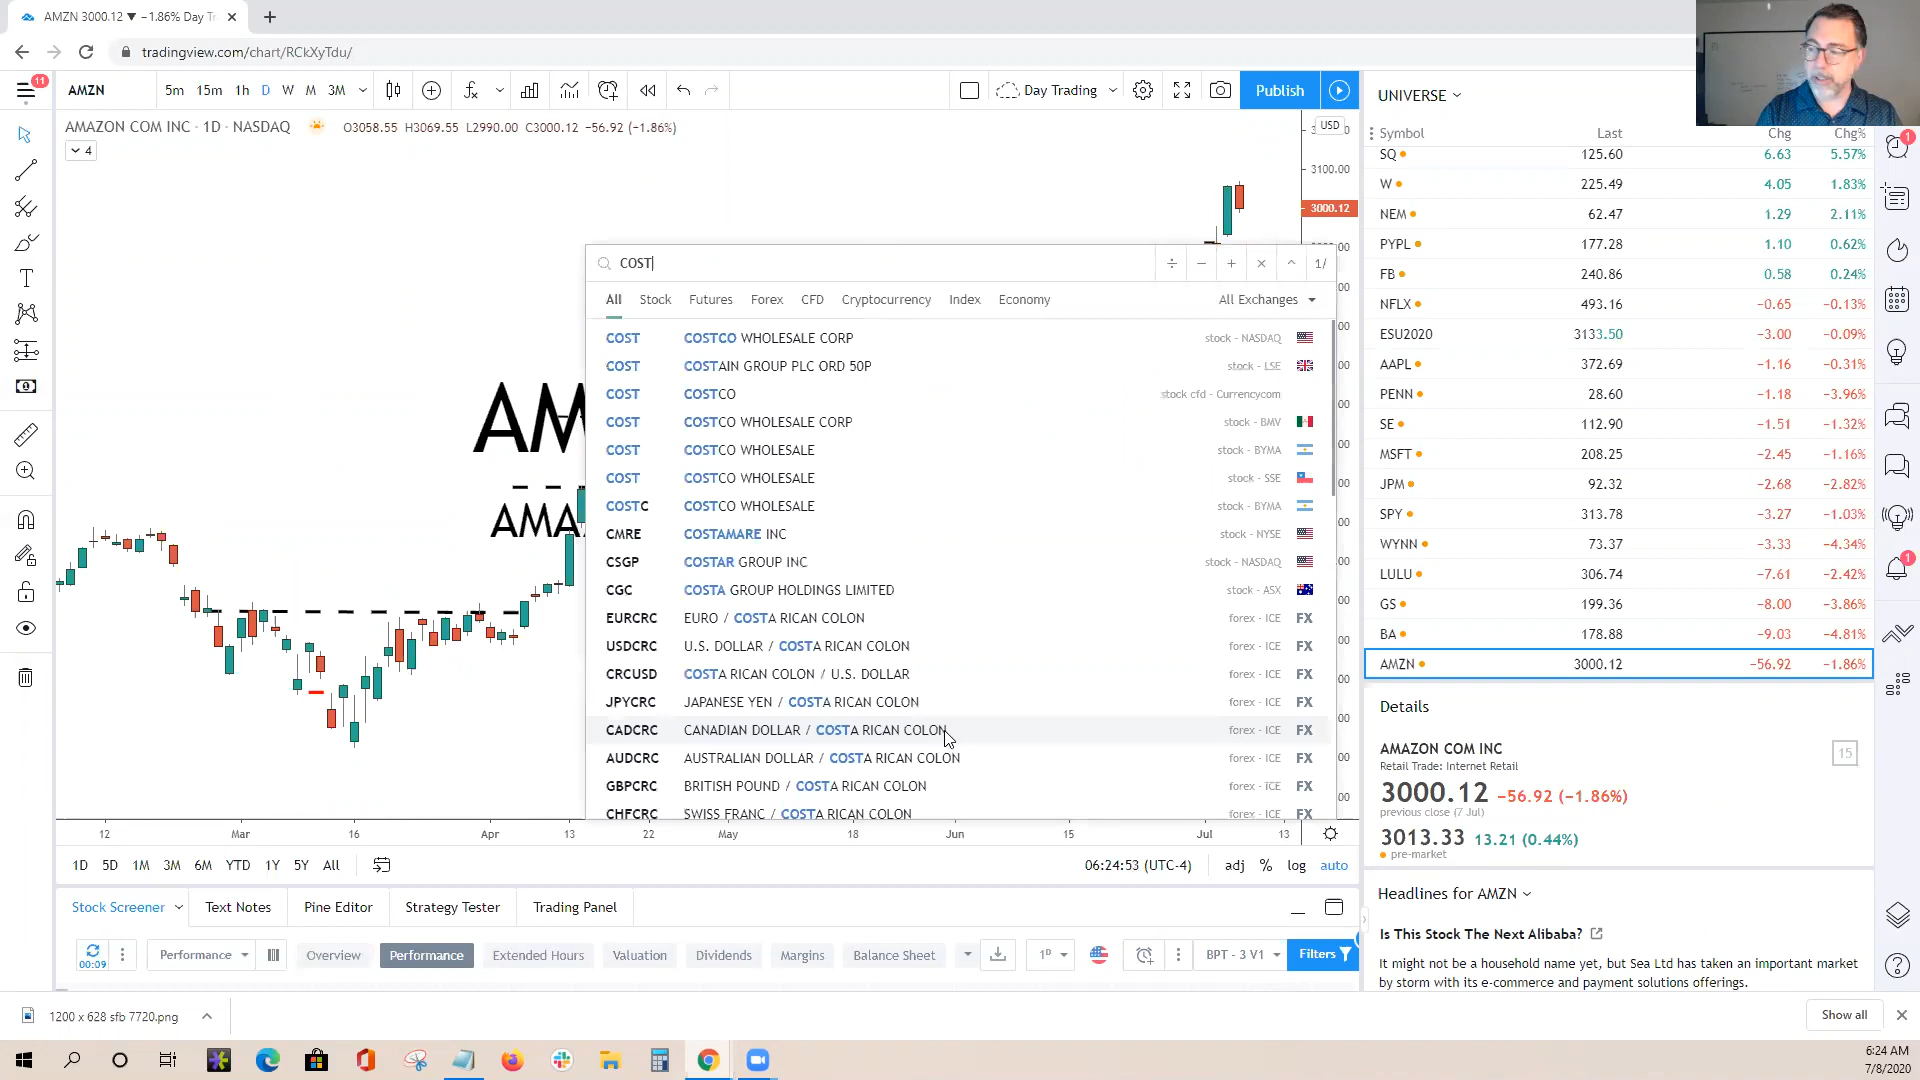 AMZN 3000.12 ▼ −1.86% Day T
tradingview.com/chart/RCkXyTdu/
11
AMZN
5m 15m 1h D W M 3M
Day Trading
Publish
UNIVERSE
AMAZON COM INC · 1D · NASDAQ
O3058.55 H3069.55 L2990.00 C3000.12 −56.92 (−1.86%)
4
USD
3100.00
3000.12
Symbol Last Chg Chg%
SQ 125.60 6.63 5.57%
W 225.49 4.05 1.83%
NEM 62.47 1.29 2.11%
PYPL 177.28 1.10 0.62%
FB 240.86 0.58 0.24%
NFLX 493.16 −0.65 −0.13%
ESU2020 3133.50 −3.00 −0.09%
AAPL 372.69 −1.16 −0.31%
PENN 28.60 −1.18 −3.96%
SE 112.90 −1.51 −1.32%
MSFT 208.25 −2.45 −1.16%
JPM 92.32 −2.68 −2.82%
SPY 313.78 −3.27 −1.03%
WYNN 73.37 −3.33 −4.34%
LULU 306.74 −7.61 −2.42%
GS 199.36 −8.00 −3.86%
BA 178.88 −9.03 −4.81%
AMZN 3000.12 −56.92 −1.86%
1
1
COST
1/
All Stock Futures Forex CFD Cryptocurrency Index Economy All Exchanges
COST COSTCO WHOLESALE CORP stock - NASDAQ
COST COSTAIN GROUP PLC ORD 50P stock - LSE
COST COSTCO stock cfd - Currencycom
COST COSTCO WHOLESALE CORP stock - BMV
COST COSTCO WHOLESALE stock - BYMA
COST COSTCO WHOLESALE stock - SSE
COSTC COSTCO WHOLESALE stock - BYMA
CMRE COSTAMARE INC stock - NYSE
CSGP COSTAR GROUP INC stock - NASDAQ
CGC COSTA GROUP HOLDINGS LIMITED stock - ASX
EURCRC EURO / COSTA RICAN COLON forex - ICE FX
USDCRC U.S. DOLLAR / COSTA RICAN COLON forex - ICE FX
CRCUSD COSTA RICAN COLON / U.S. DOLLAR forex - ICE FX
JPYCRC JAPANESE YEN / COSTA RICAN COLON forex - ICE FX
CADCRC CANADIAN DOLLAR / COSTA RICAN COLON forex - ICE FX
AUDCRC AUSTRALIAN DOLLAR / COSTA RICAN COLON forex - ICE FX
GBPCRC BRITISH POUND / COSTA RICAN COLON forex - ICE FX
CHFCRC SWISS FRANC / COSTA RICAN COLON forex - ICE FX
AM
AMA
12 Mar 16 Apr 13 22 May 18 Jun 15 Jul 13
1D 5D 1M 3M 6M YTD 1Y 5Y All
06:24:53 (UTC-4) adj % log auto
Details
AMAZON COM INC
15
Retail Trade: Internet Retail
3000.12 −56.92 (−1.86%)
previous close (7 Jul)
3013.33 13.21 (0.44%)
pre-market
Headlines for AMZN
Is This Stock The Next Alibaba?
It might not be a household name yet, but Sea Ltd has taken an important market
by storm with its e-commerce and payment solutions offerings.
Stock Screener Text Notes Pine Editor Strategy Tester Trading Panel
00:09
Performance Overview Performance Extended Hours Valuation Dividends Margins Balance Sheet
1D
BPT - 3 V1
Filters
1200 x 628 sfb 7720.png
Show all
6:24 AM
7/8/2020